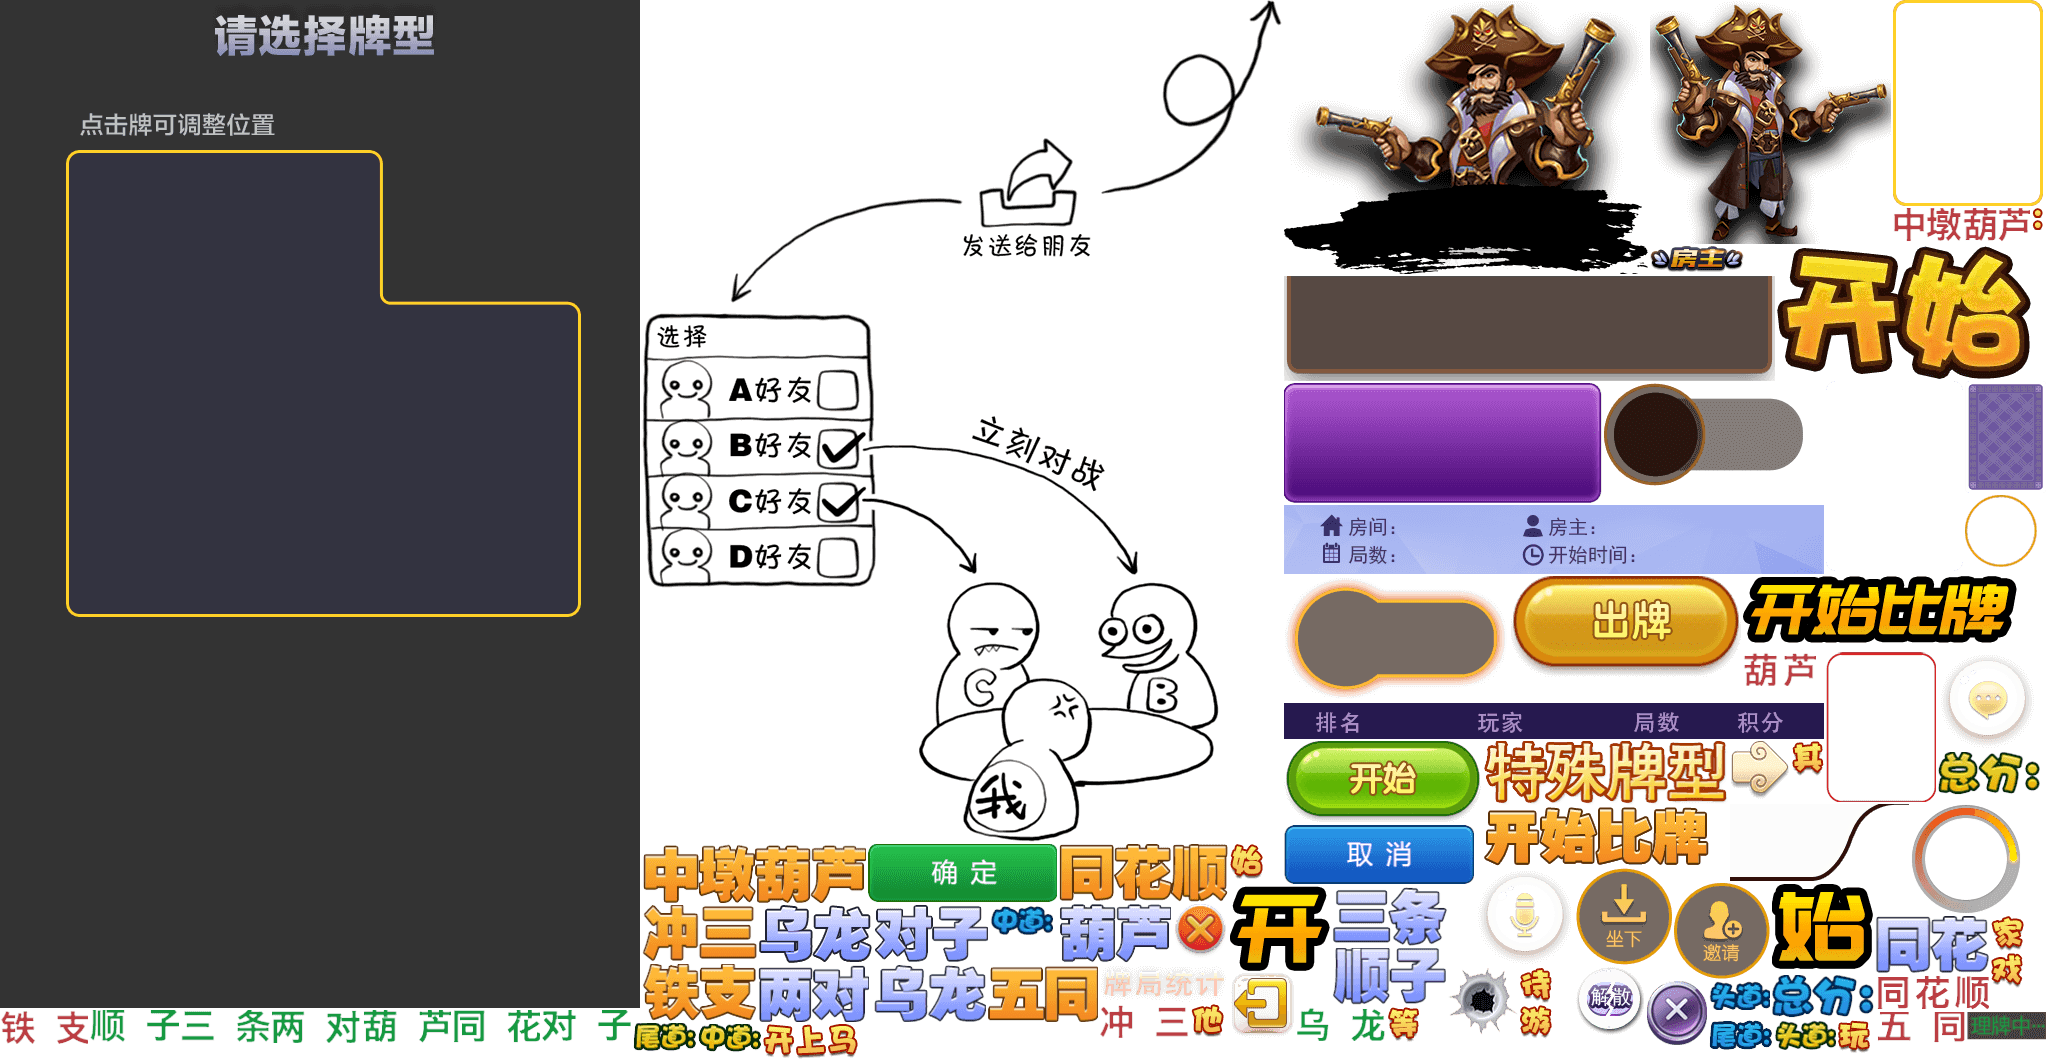 请选择牌型
点击牌可调整位置
发送给朋友
选择
A好友
B好友
C好友
D好友
立刻对战
C
B
我
房主
中墩葫芦:
开始
房间:
房主:
局数:
开始时间:
出牌
开始比牌
葫芦
排名 玩家 局数 积分
开始
特殊牌型
其
总分:
取消
开始比牌
中墩葫芦
确定
同花顺
始
冲三
乌龙
对子
中道:
葫芦
开
三条
坐下
邀请
始
同花
家
铁支
两对
乌龙
五同
牌局统计
顺子
待
戏
解散
头道:
总分:
同花顺
铁 支
顺 子
三 条
两 对
葫 芦
同 花
对 子
尾道:
中道:
开上马
冲 三
他
乌 龙
等
游
尾道:
头道:
玩
五 同
理牌中...